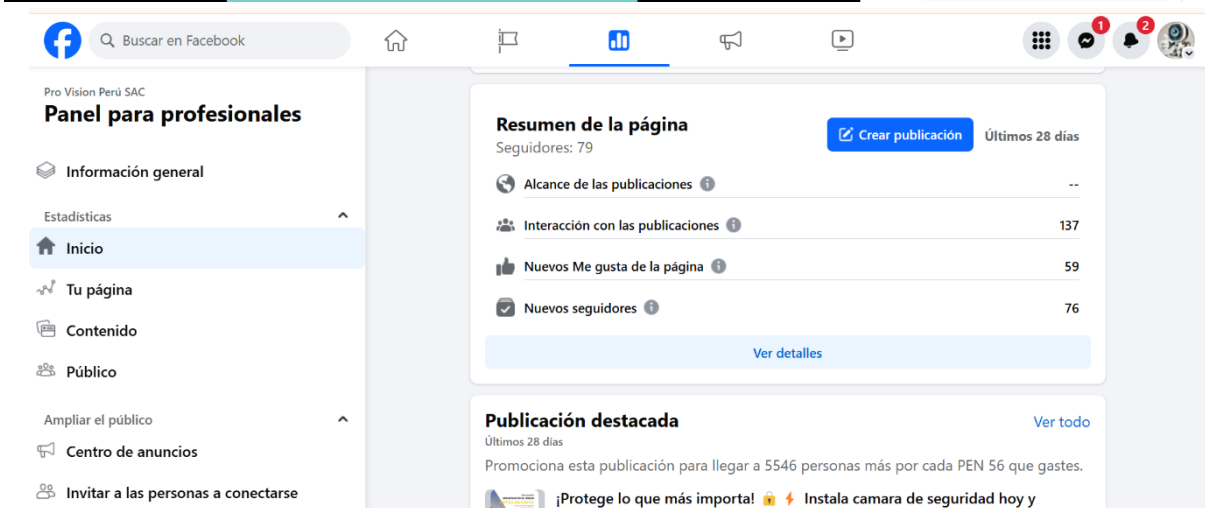 Buscar en Facebook
1
2
Pro Vision Perú SAC
Panel para profesionales
Información general
Estadísticas
Inicio
Tu página
Contenido
Público
Ampliar el público
Centro de anuncios
Invitar a las personas a conectarse
Resumen de la página
Seguidores: 79
Crear publicación
Últimos 28 días
Alcance de las publicaciones --
Interacción con las publicaciones 137
Nuevos Me gusta de la página 59
Nuevos seguidores 76
Ver detalles
Publicación destacada
Ver todo
Últimos 28 días
Promociona esta publicación para llegar a 5546 personas más por cada PEN 56 que gastes.
¡Protege lo que más importa! 🔒⚡ Instala camara de seguridad hoy y